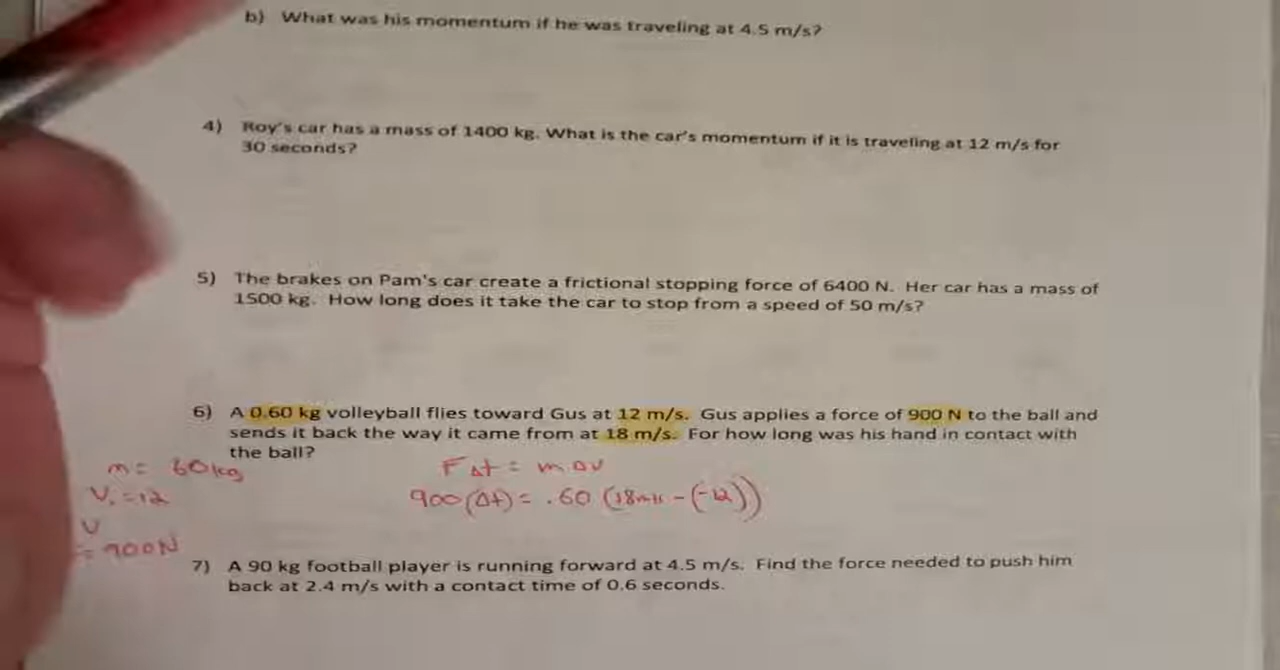 b) What was his momentum if he was traveling at 4.5 m/s?
4) Roy's car has a mass of 1400 kg. What is the car's momentum if it is traveling at 12 m/s for
30 seconds?
5) The brakes on Pam's car create a frictional stopping force of 6400 N. Her car has a mass of
1500 kg. How long does it take the car to stop from a speed of 50 m/s?
6) A 0.60 kg volleyball flies toward Gus at 12 m/s. Gus applies a force of 900 N to the ball and
sends it back the way it came from at 18 m/s. For how long was his hand in contact with
the ball?
m = 60kg
F Δt = m Δv
900 (Δt) = .60 (18m/s - (-12))
= 900N
7) A 90 kg football player is running forward at 4.5 m/s. Find the force needed to push him
back at 2.4 m/s with a contact time of 0.6 seconds.